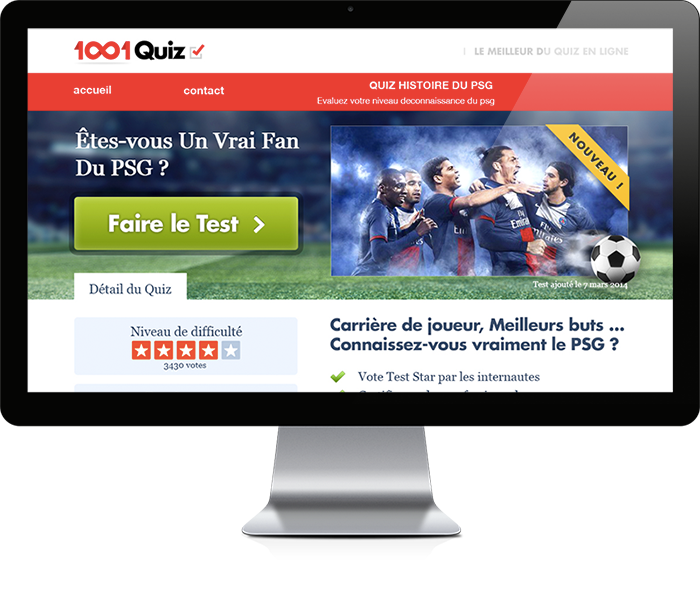 1001Quiz
LE MEILLEUR DU QUIZ EN LIGNE
accueil
contact
QUIZ HISTOIRE DU PSG
Evaluez votre niveau deconnaissance du psg
Êtes-vous Un Vrai Fan
Du PSG ?
NOUVEAU !
Faire le Test
Test ajouté le 7 mars 2014
Détail du Quiz
Niveau de difficulté
3430 votes
Carrière de joueur, Meilleurs buts ...
Connaissez-vous vraiment le PSG ?
Vote Test Star par les internautes